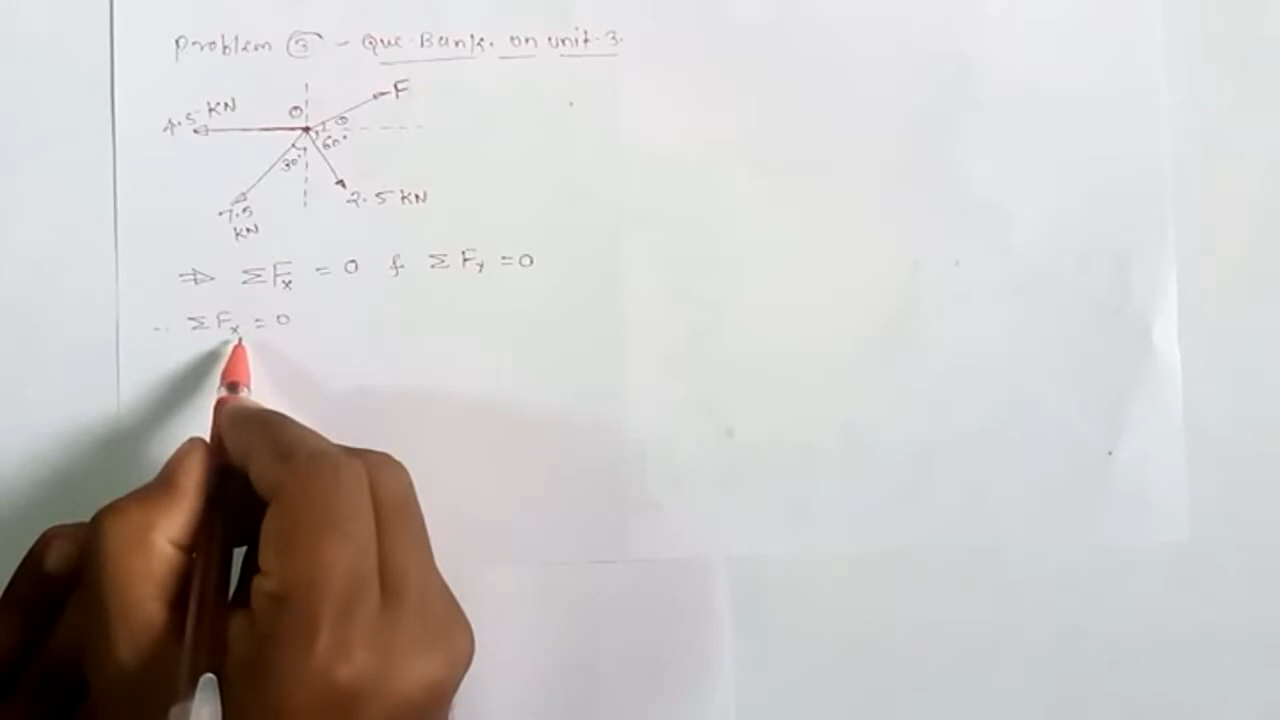 Problem 3 - Que. Bank. on unit-3.
F
4.5 KN
θ
θ
60°
30°
2.5 KN
7.5
KN
⇒ ΣFx = 0 & ΣFy = 0
∴ ΣFx = 0